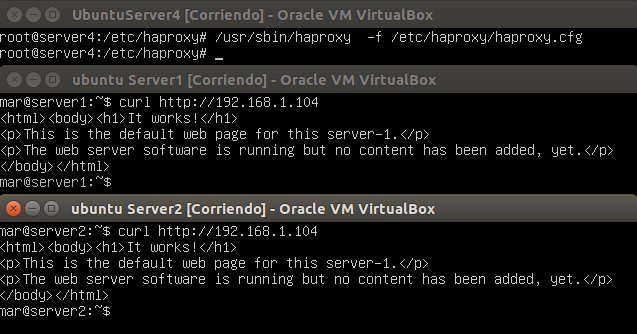 UbuntuServer4 [Corriendo] - Oracle VM VirtualBox
root@server4:/etc/haproxy# /usr/sbin/haproxy  -f /etc/haproxy/haproxy.cfg
root@server4:/etc/haproxy# _
ubuntu Server1 [Corriendo] - Oracle VM VirtualBox
mar@server1:~$ curl http://192.168.1.104
<html><body><h1>It works!</h1>
<p>This is the default web page for this server-1.</p>
<p>The web server software is running but no content has been added, yet.</p>
</body></html>
mar@server1:~$
ubuntu Server2 [Corriendo] - Oracle VM VirtualBox
mar@server2:~$ curl http://192.168.1.104
<html><body><h1>It works!</h1>
<p>This is the default web page for this server-1.</p>
<p>The web server software is running but no content has been added, yet.</p>
</body></html>
mar@server2:~$